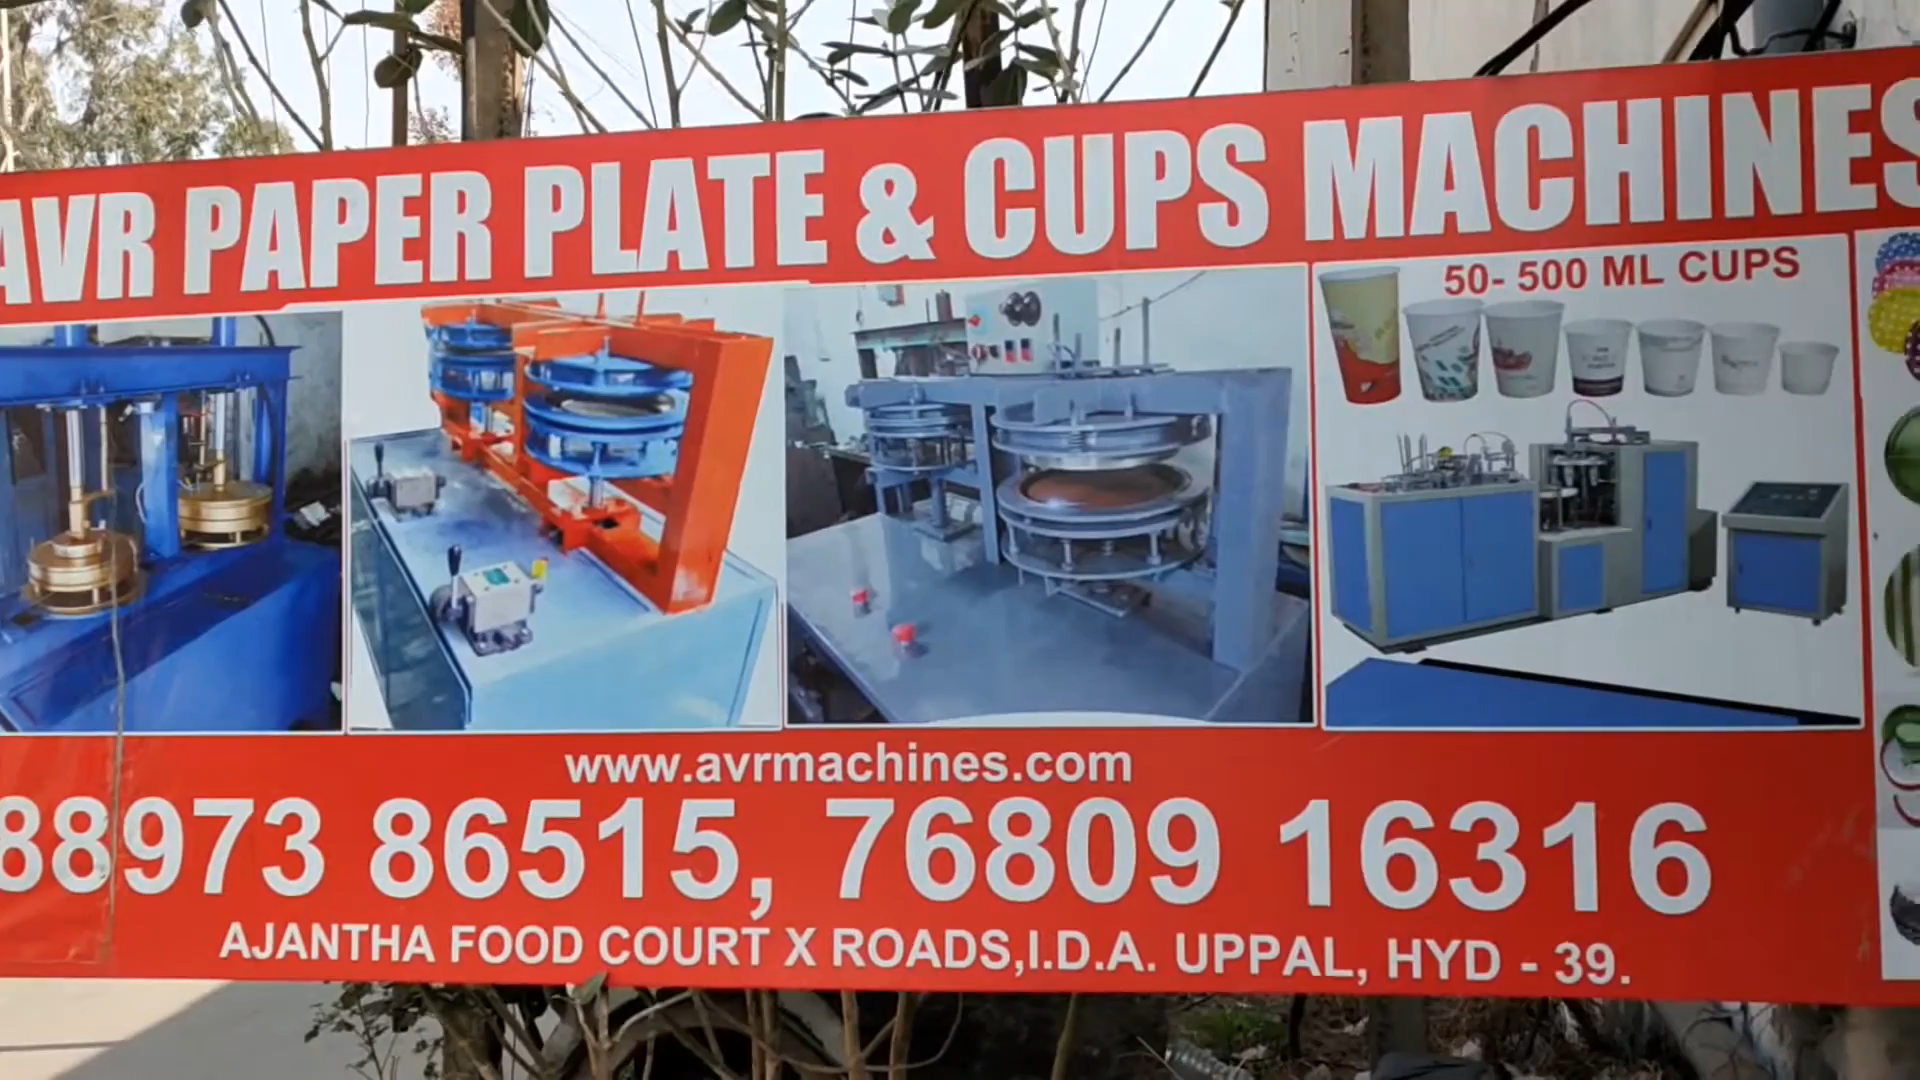 AVR PAPER PLATE & CUPS MACHINES
50- 500 ML CUPS
www.avrmachines.com
88973 86515, 76809 16316
AJANTHA FOOD COURT X ROADS,I.D.A. UPPAL, HYD - 39.